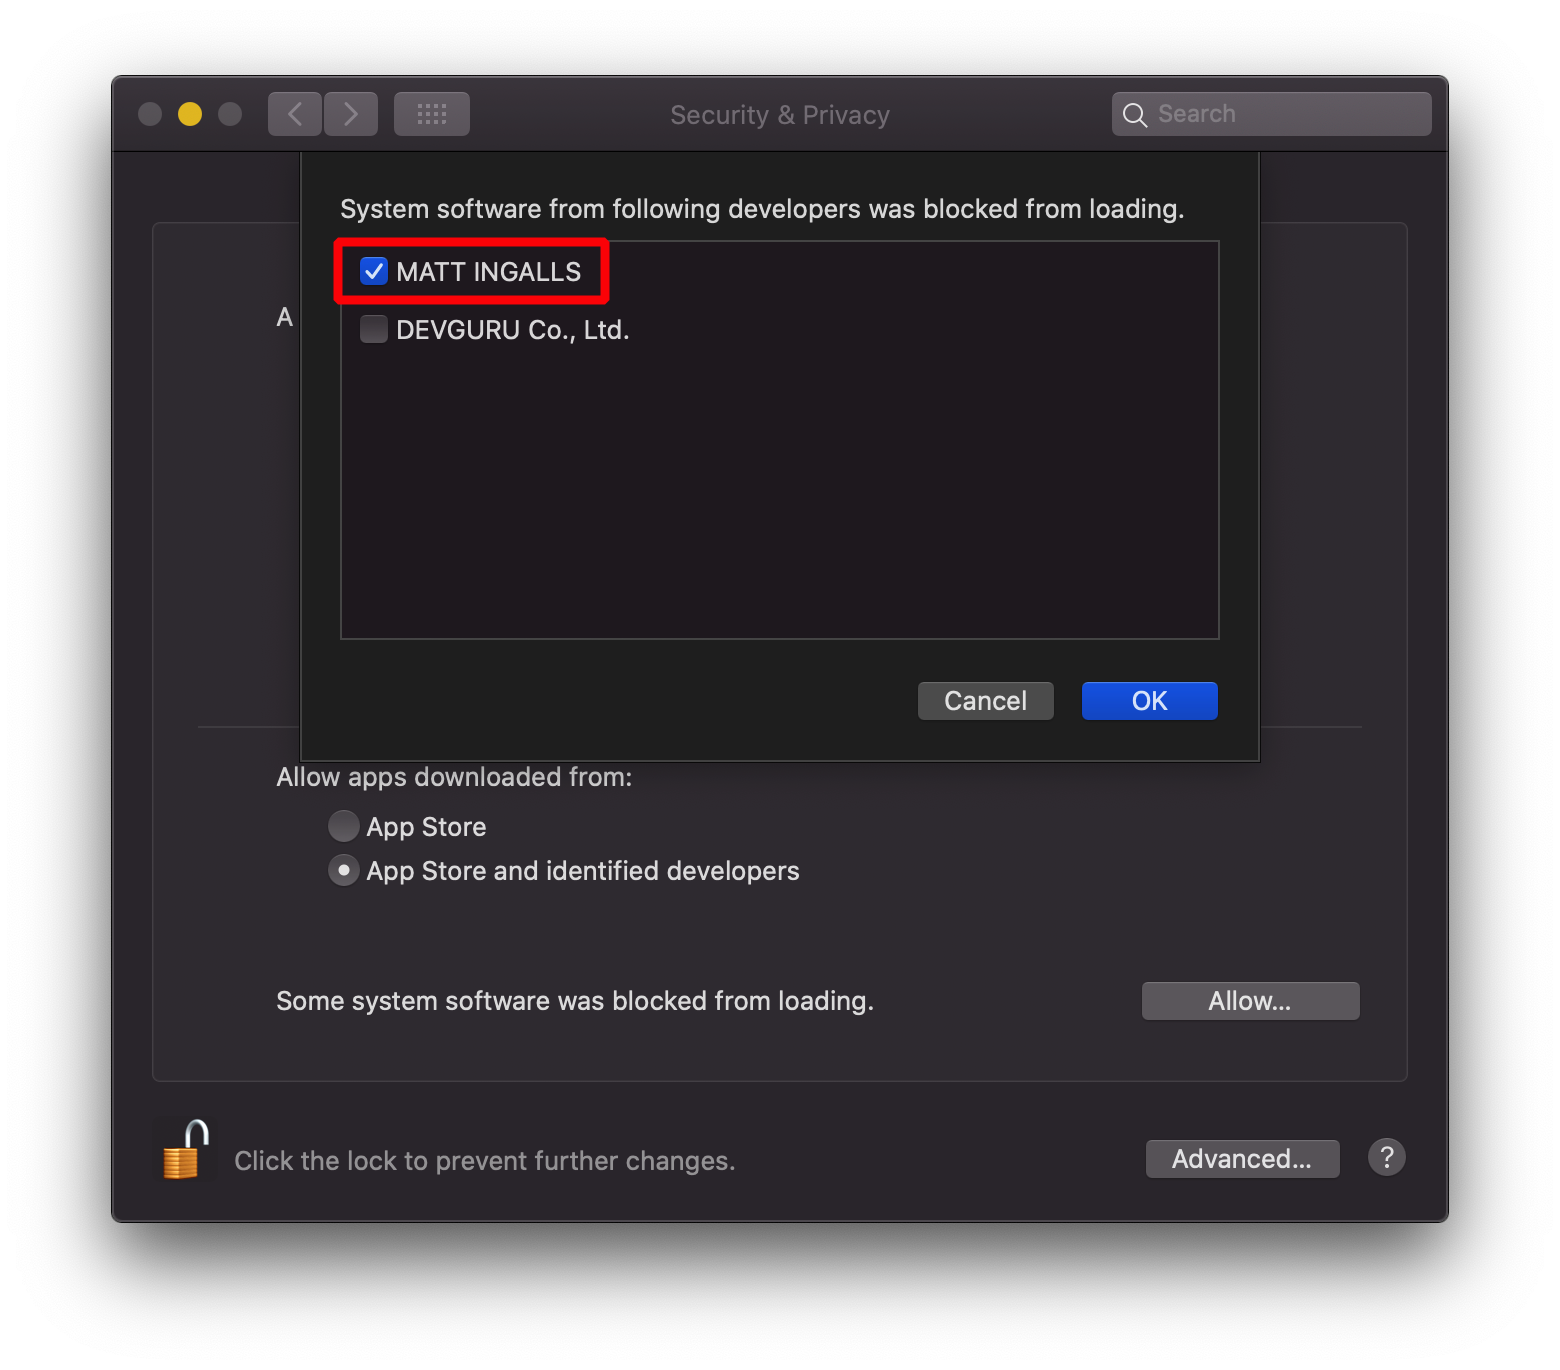 Security & Privacy
Search
System software from following developers was blocked from loading.
MATT INGALLS
DEVGURU Co., Ltd.
A
Allow apps downloaded from:
App Store
App Store and identified developers
Some system software was blocked from loading.
Allow...
Click the lock to prevent further changes.
Advanced...
?
Cancel
OK